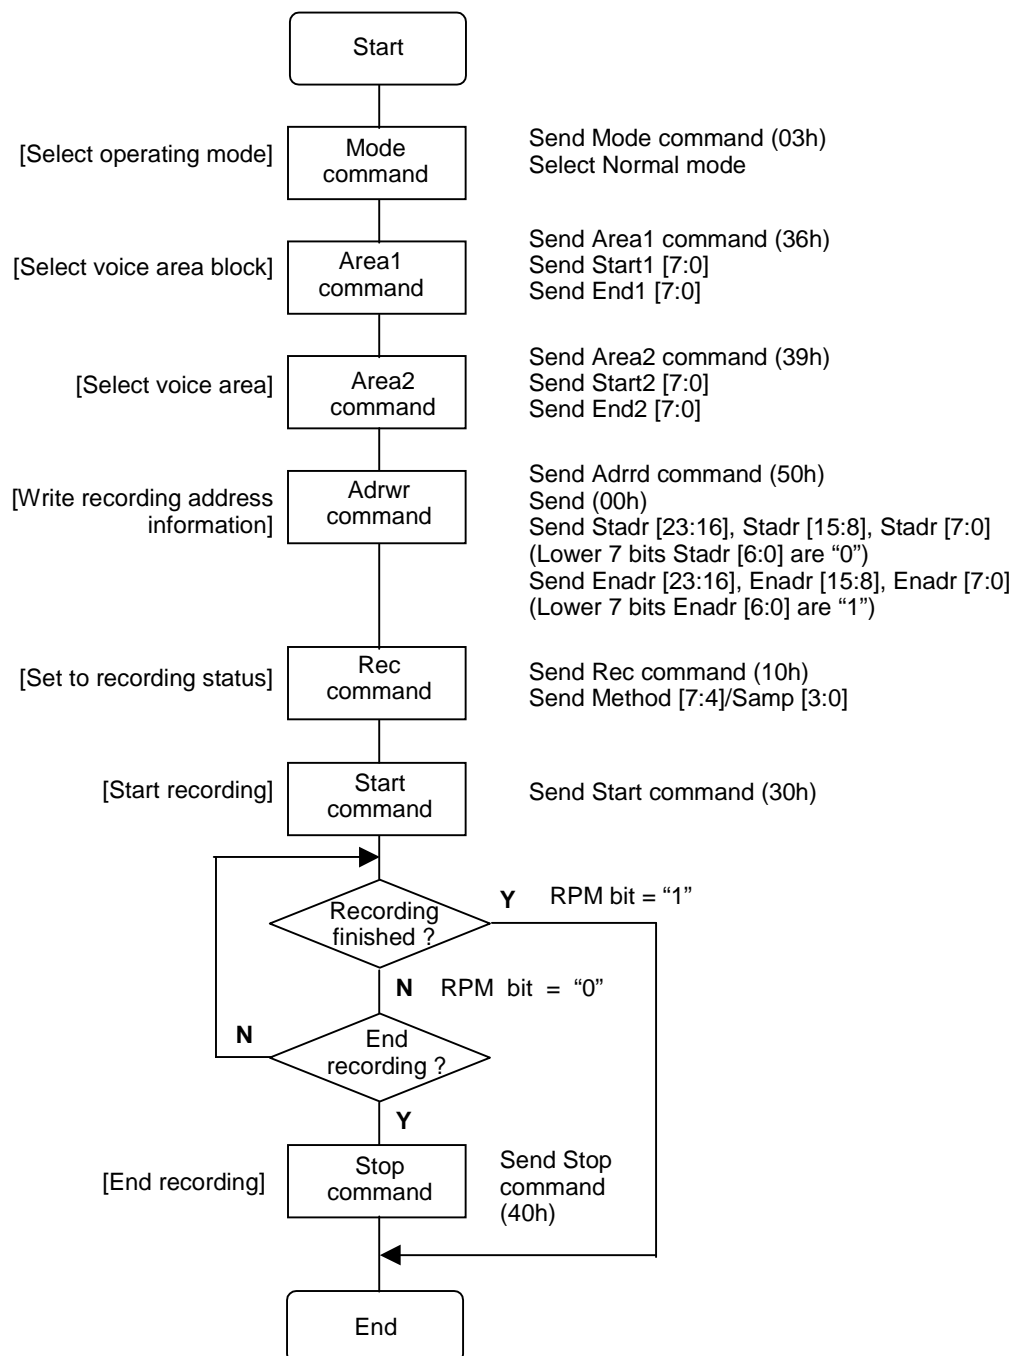 Start
[Select operating mode]
Mode
command
Send Mode command (03h)
Select Normal mode
[Select voice area block]
Area1
command
Send Area1 command (36h)
Send Start1 [7:0]
Send End1 [7:0]
[Select voice area]
Area2
command
Send Area2 command (39h)
Send Start2 [7:0]
Send End2 [7:0]
[Write recording address
information]
Adrwr
command
Send Adrrd command (50h)
Send (00h)
Send Stadr [23:16], Stadr [15:8], Stadr [7:0]
(Lower 7 bits Stadr [6:0] are “0”)
Send Enadr [23:16], Enadr [15:8], Enadr [7:0]
(Lower 7 bits Enadr [6:0] are “1”)
[Set to recording status]
Rec
command
Send Rec command (10h)
Send Method [7:4]/Samp [3:0]
[Start recording]
Start
command
Send Start command (30h)
Recording
finished ?
Y RPM bit = “1”
N RPM bit = “0”
N
End
recording ?
Y
[End recording]
Stop
command
Send Stop
command
(40h)
End